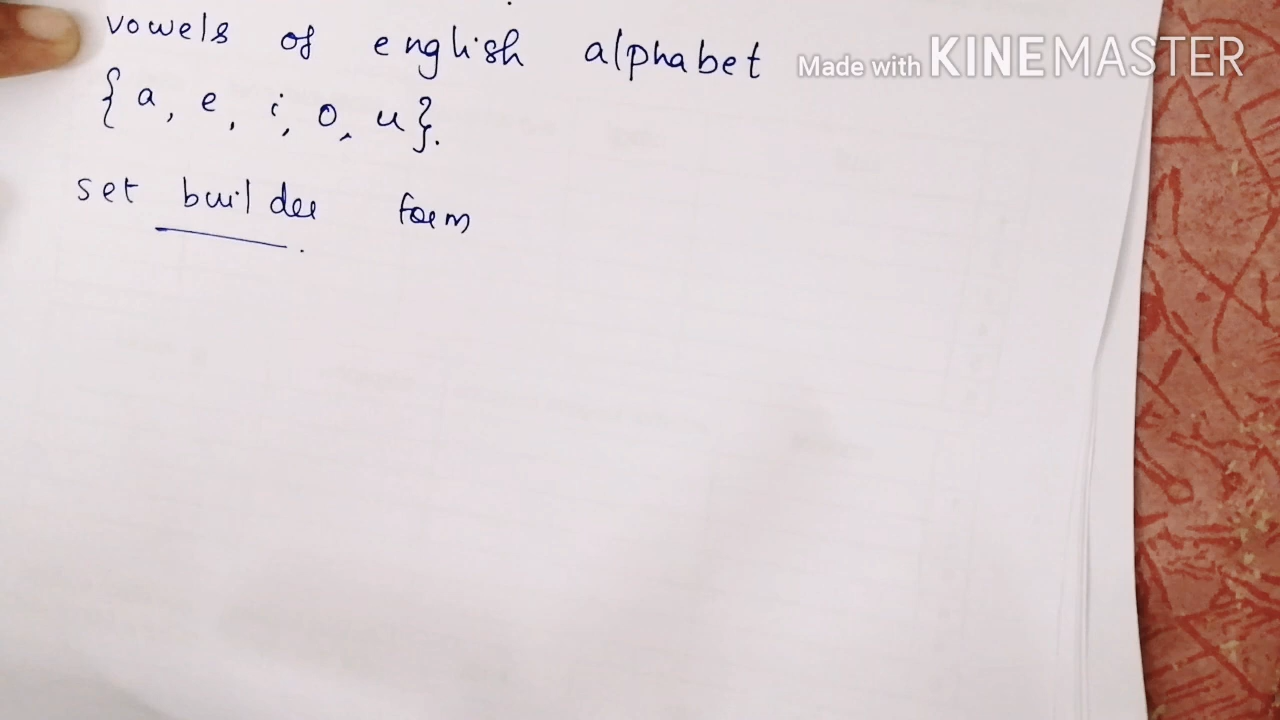 vowels of english alphabet
Made with KINEMASTER
{a, e, i, o, u}.
set builder form